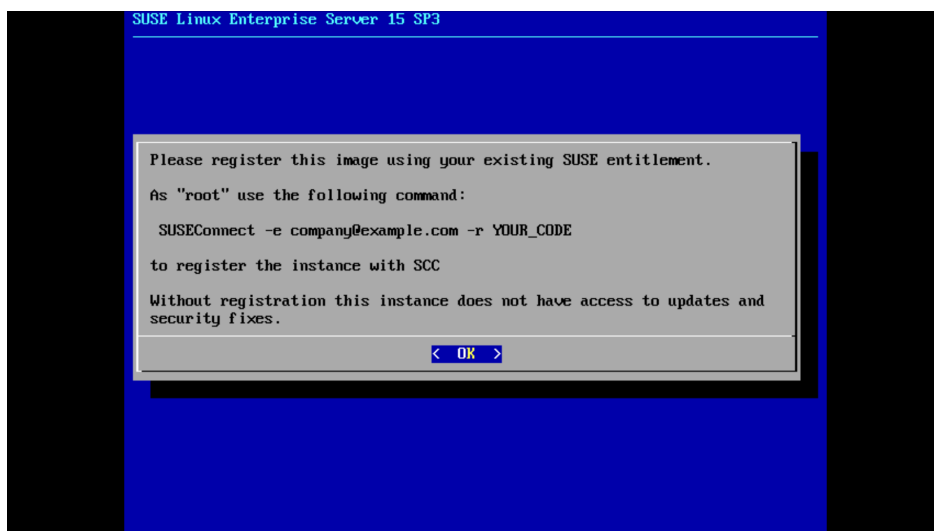 SUSE Linux Enterprise Server 15 SP3
Please register this image using your existing SUSE entitlement.
As "root" use the following command:
SUSEConnect -e company@example.com -r YOUR_CODE
to register the instance with SCC
Without registration this instance does not have access to updates and
security fixes.
< OK >